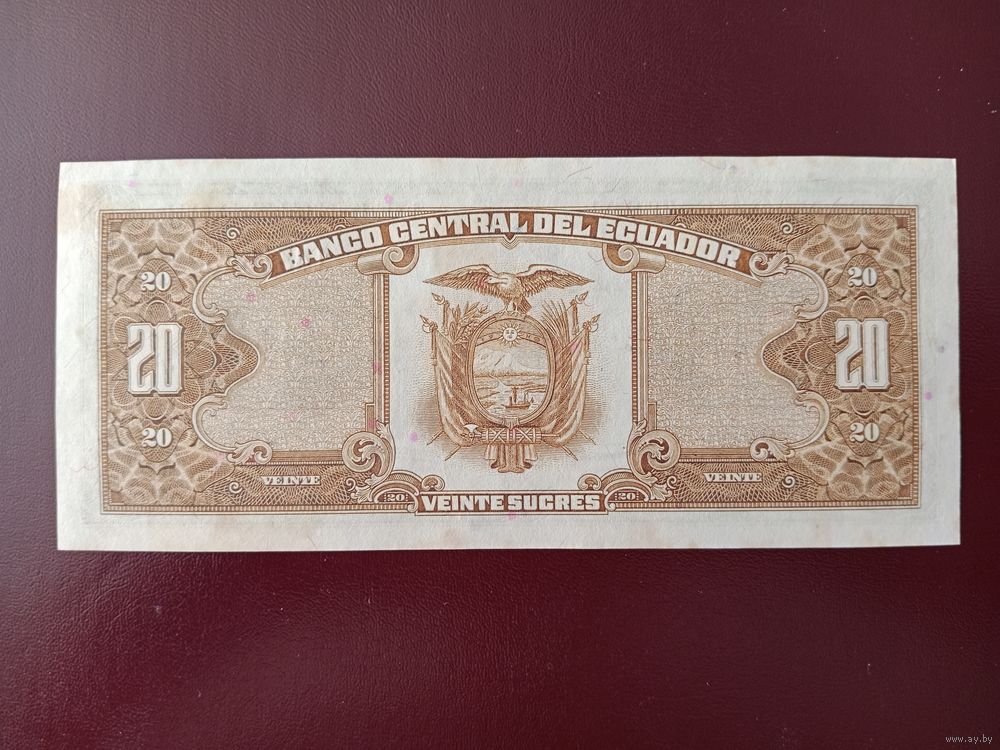 BANCO CENTRAL DEL ECUADOR
20 20
20 20
20 20
VEINTE VEINTE
20 VEINTE SUCRES 20
www.ay.by